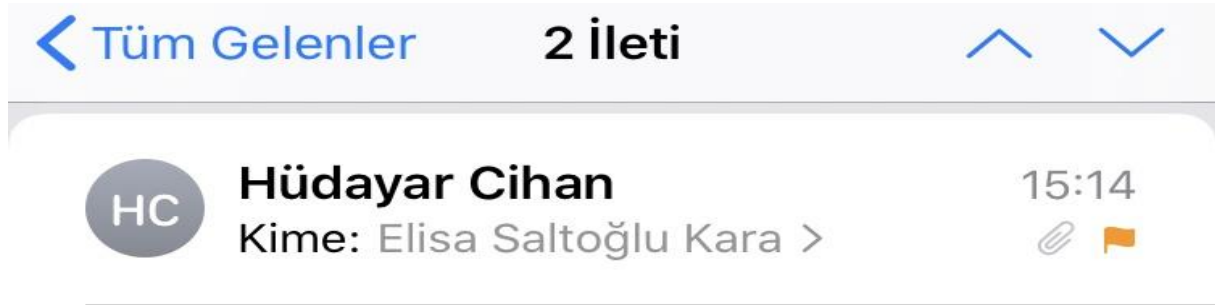 Tüm Gelenler 2 İleti
HC Hüdayar Cihan 15:14
Kime: Elisa Saltoğlu Kara >